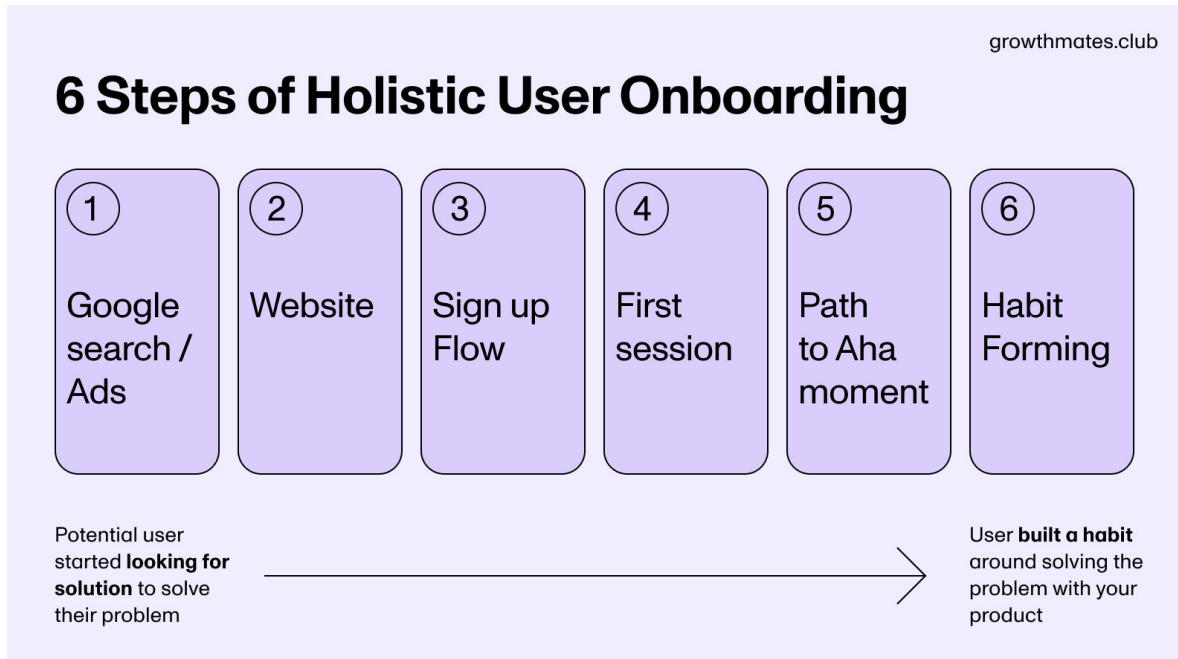 growthmates.club
6 Steps of Holistic User Onboarding
1
Google
search /
Ads
2
Website
3
Sign up
Flow
4
First
session
5
Path
to Aha
moment
6
Habit
Forming
Potential user
started looking for
solution to solve
their problem
User built a habit
around solving the
problem with your
product